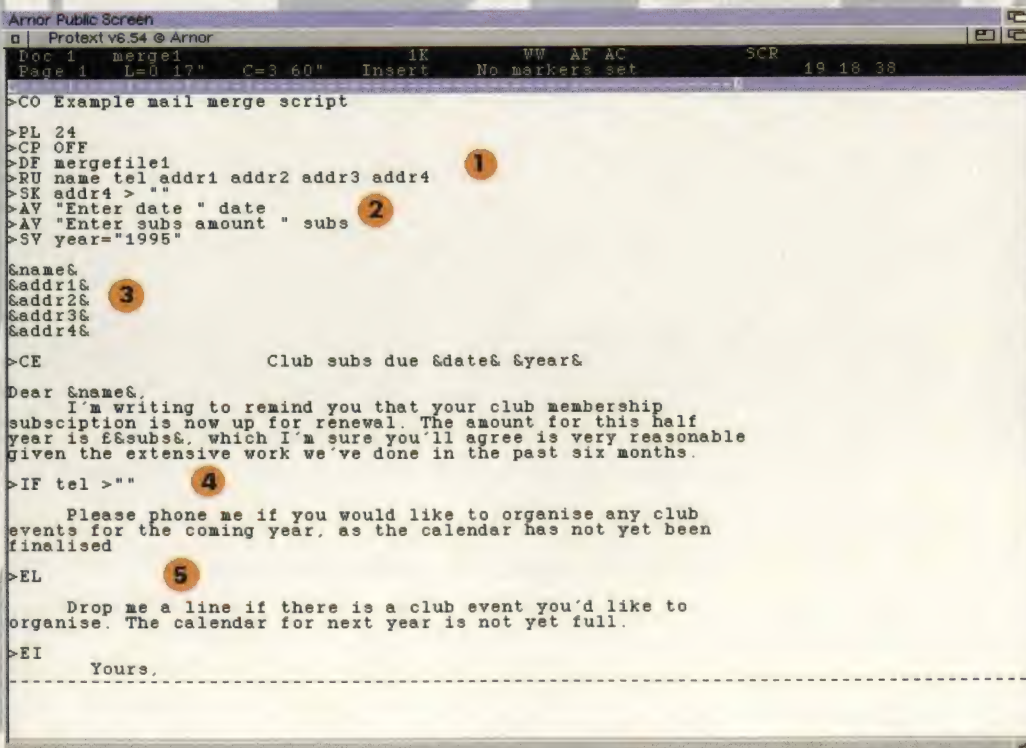 Arnor Public Screen
Protext v6.54 © Arnor
Doc 1 merge1 1K WW AF AC SCR
Page 1 L=0 17" C=3 60" Insert No markers set 19 18 38
>CO Example mail merge script
>PL 24
>CP OFF
>DF mergefile1
>RU name tel addr1 addr2 addr3 addr4
1
>SK addr4 > ""
>AV "Enter date " date
2
>AV "Enter subs amount " subs
>SV year="1995"
&name&
&addr1&
3
&addr2&
&addr3&
&addr4&
>CE Club subs due &date& &year&
Dear &name&,
I´m writing to remind you that your club membership
subsciption is now up for renewal. The amount for this half
year is £&subs&, which I´m sure you´ll agree is very reasonable
given the extensive work we´ve done in the past six months.
>IF tel >""
4
Please phone me if you would like to organise any club
events for the coming year, as the calendar has not yet been
finalised
>EL
5
Drop me a line if there is a club event you´d like to
organise. The calendar for next year is not yet full.
>EI
Yours,